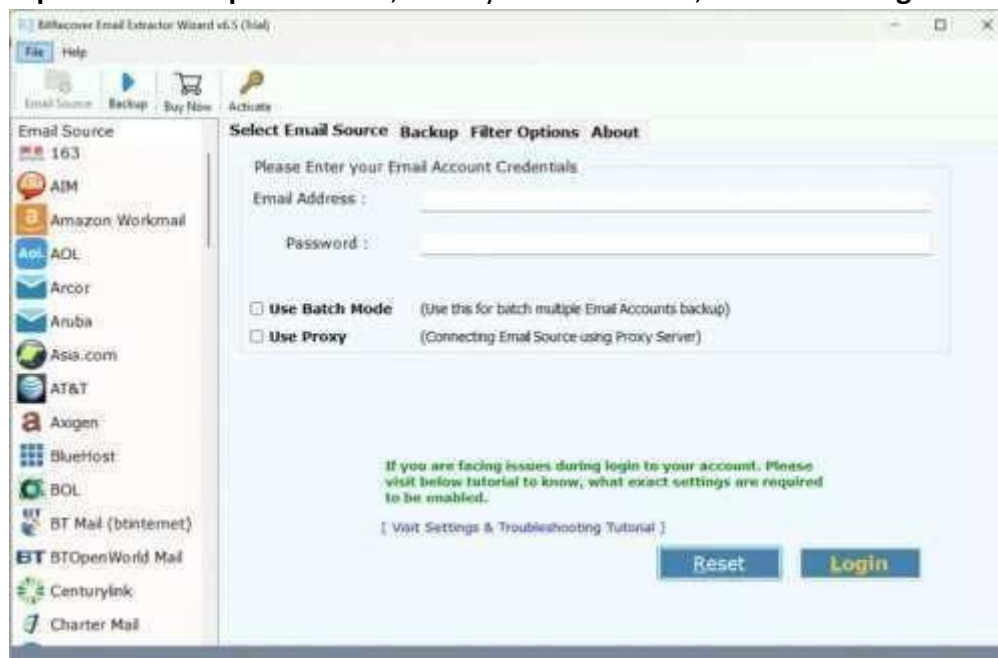 BitRecover Email Extractor Wizard v6.5 (Trial)
File Help
Email Source Backup Buy Now Activate
Email Source
163
AIM
Amazon Workmail
AOL
Arcor
Aruba
Asia.com
AT&T
Axigen
BlueHost
BOL
BT Mail (btinternet)
BTOpenWorld Mail
Centurylink
Charter Mail
Select Email Source Backup Filter Options About
Please Enter your Email Account Credentials
Email Address :
Password :
Use Batch Mode (Use this for batch multiple Email Accounts backup)
Use Proxy (Connecting Email Source using Proxy Server)
If you are facing issues during login to your account. Please
visit below tutorial to know, what exact settings are required
to be enabled.
[ Visit Settings & Troubleshooting Tutorial ]
Reset Login